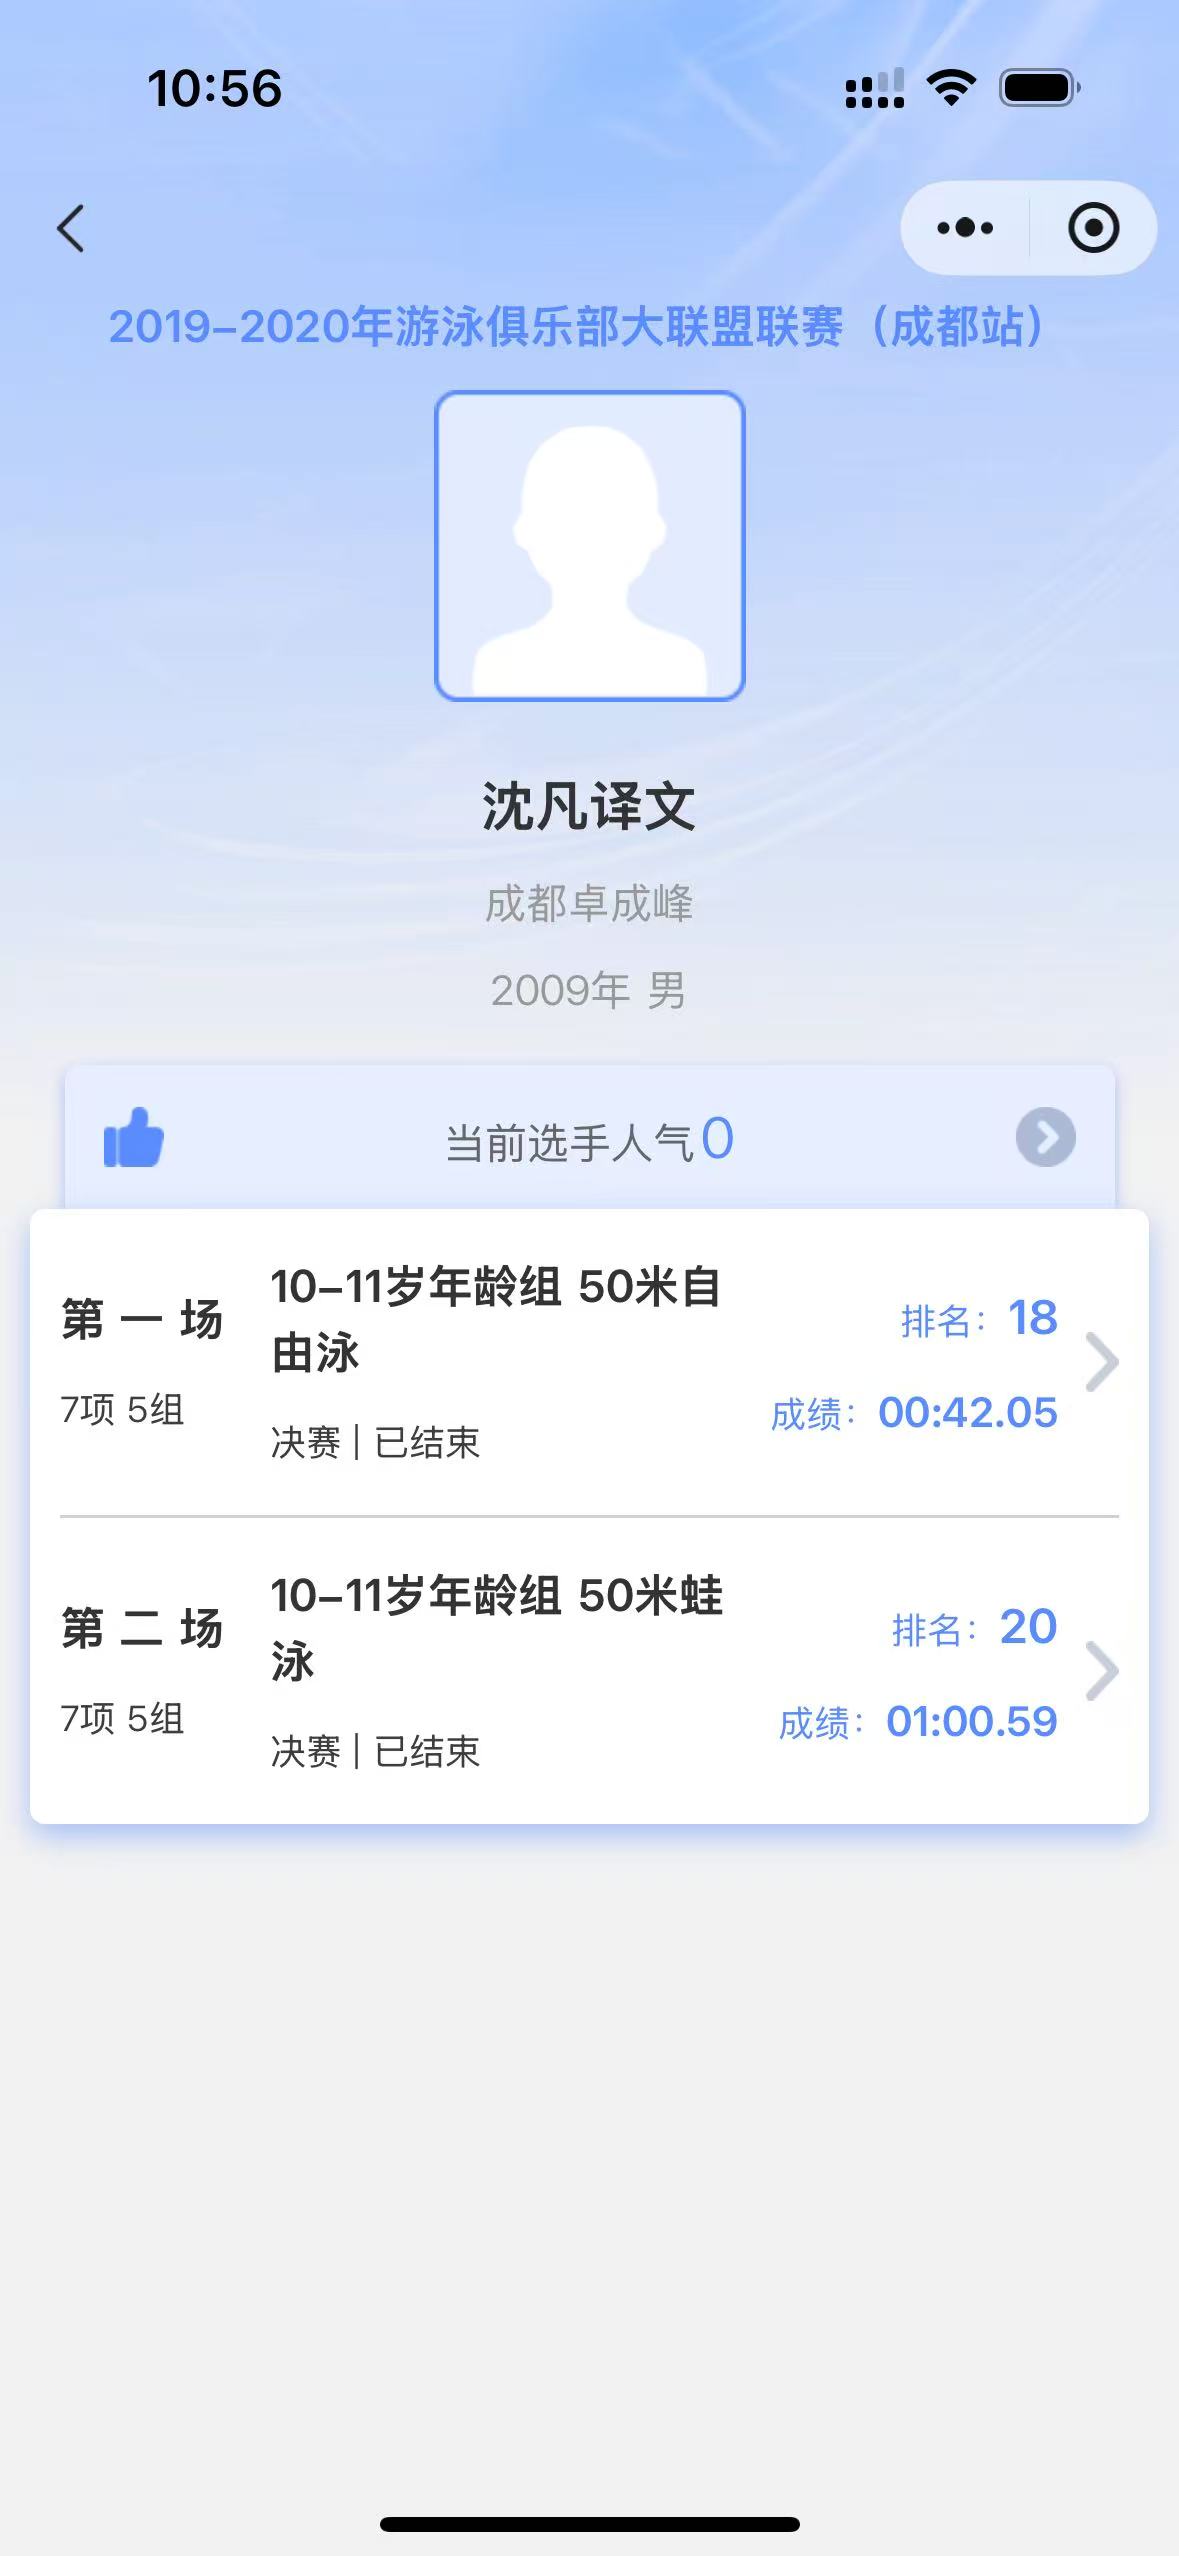 10:56
2019-2020年游泳俱乐部大联盟联赛（成都站）
沈凡译文
成都卓成峰
2009年 男
当前选手人气0
第一场
7项 5组
10-11岁年龄组 50米自
由泳
决赛 | 已结束
排名：18
成绩：00:42.05
第二场
7项 5组
10-11岁年龄组 50米蛙
泳
决赛 | 已结束
排名：20
成绩：01:00.59